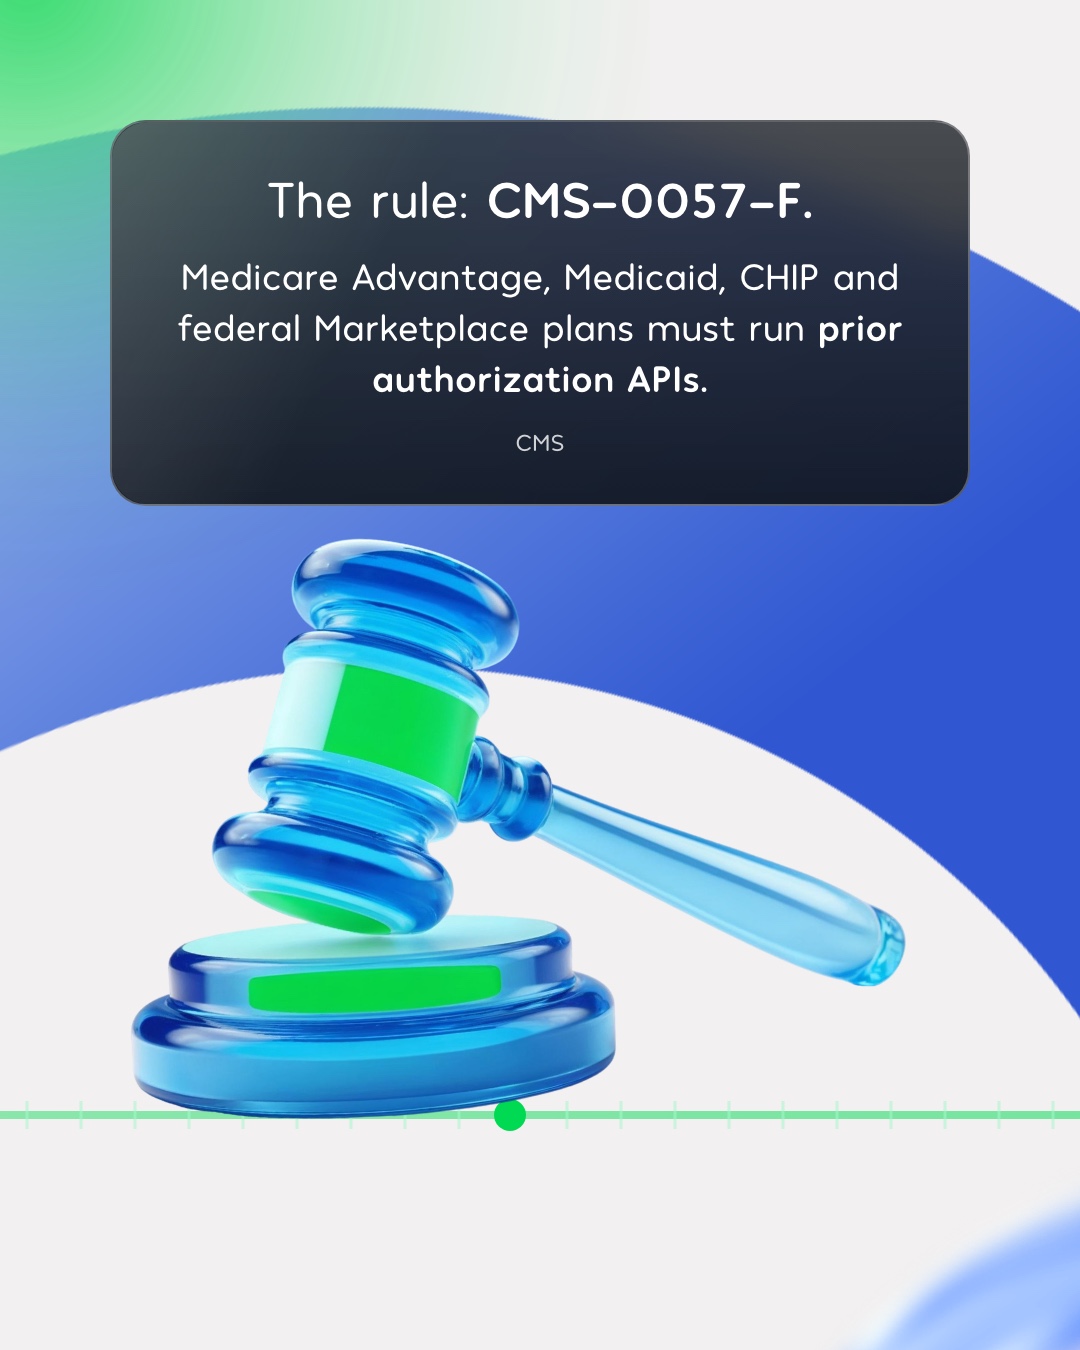 The rule: CMS-0057-F.
Medicare Advantage, Medicaid, CHIP and
federal Marketplace plans must run prior
authorization APIs.
CMS